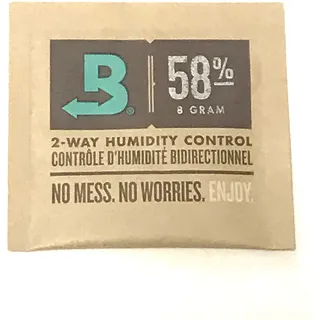 B 58%
8 GRAM
2-WAY HUMIDITY CONTROL
CONTRÔLE D'HUMIDITÉ BIDIRECTIONNEL
NO MESS. NO WORRIES. ENJOY.